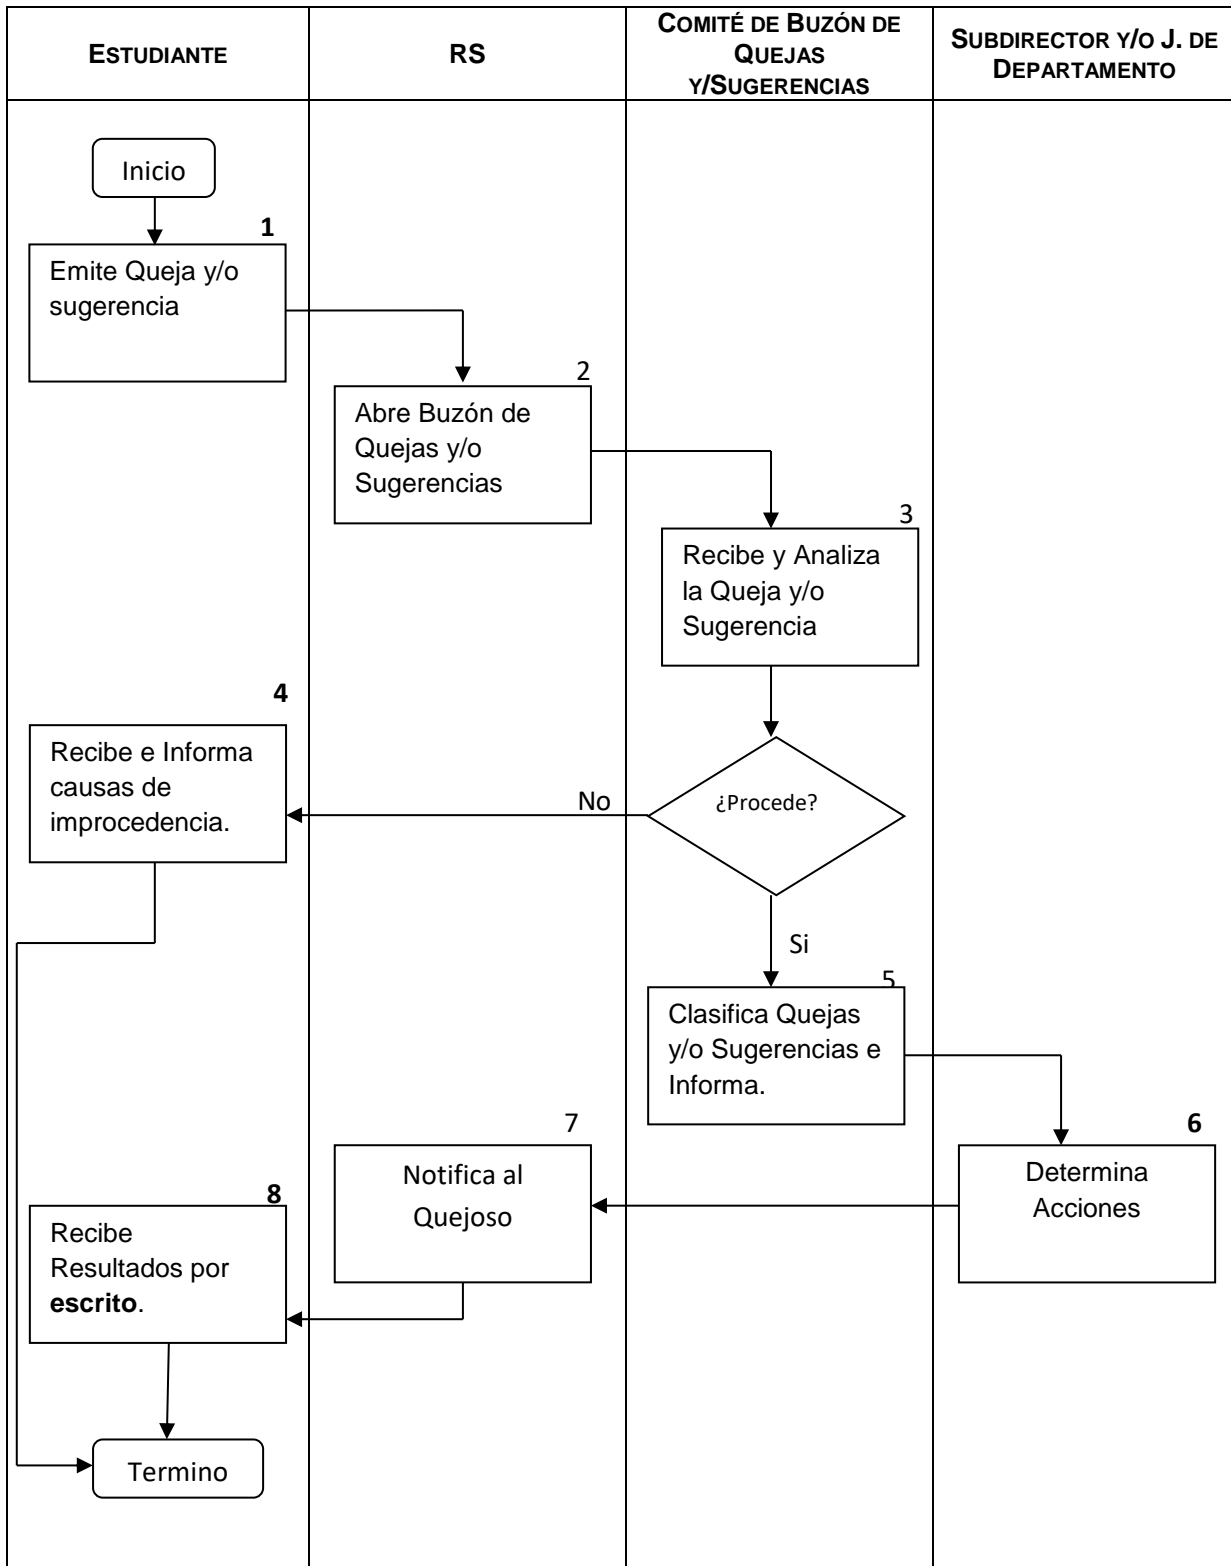 ESTUDIANTE
RS
COMITÉ DE BUZÓN DE
QUEJAS
Y/SUGERENCIAS
SUBDIRECTOR Y/O J. DE
DEPARTAMENTO
Inicio
1
Emite Queja y/o
sugerencia
2
Abre Buzón de
Quejas y/o
Sugerencias
3
Recibe y Analiza
la Queja y/o
Sugerencia
4
Recibe e Informa
causas de
improcedencia.
No
¿Procede?
Si
5
Clasifica Quejas
y/o Sugerencias e
Informa.
6
Determina
Acciones
7
Notifica al
Quejoso
8
Recibe
Resultados por
escrito.
Termino